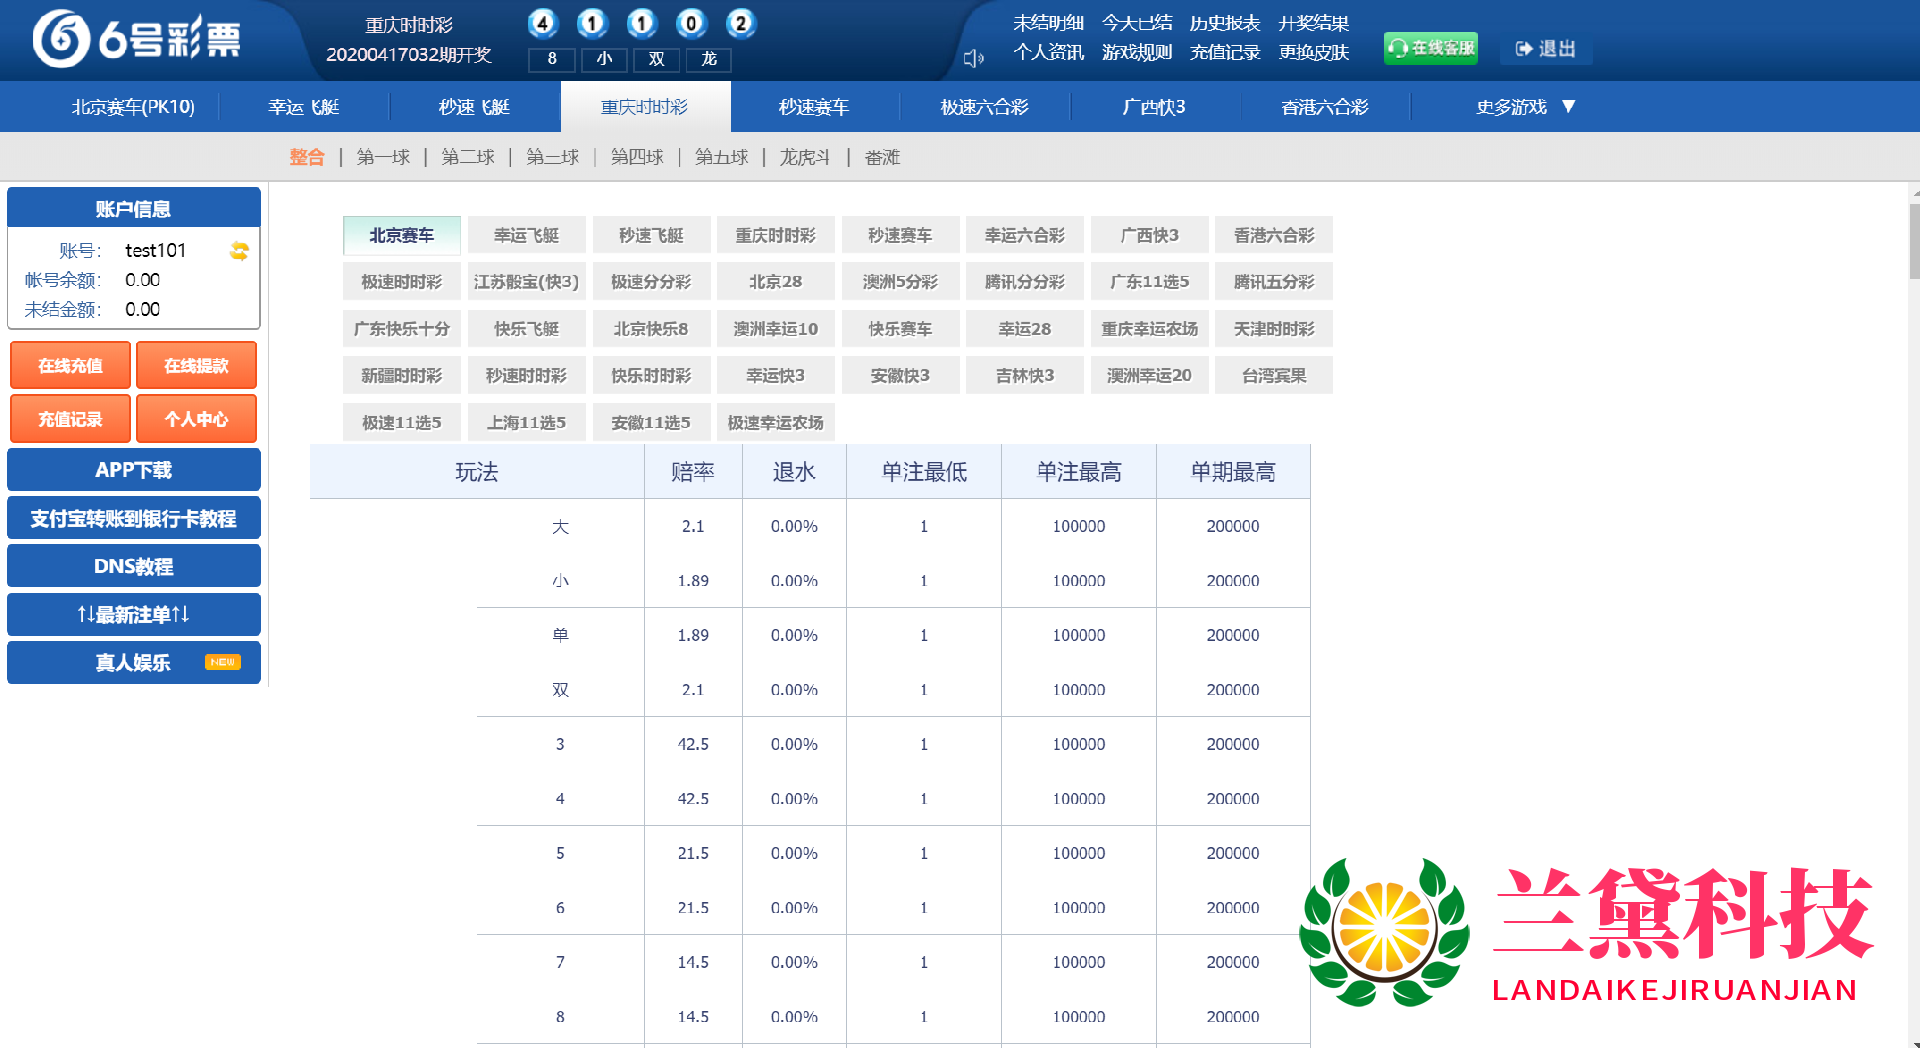 6号彩票
重庆时时彩
20200417032期开奖
4 1 1 0 2
8 小 双 龙
未结明细 今天已结 历史报表 开奖结果
个人资讯 游戏规则 充值记录 更换皮肤
在线客服
退出
北京赛车(PK10) 幸运飞艇 秒速飞艇 重庆时时彩 秒速赛车 极速六合彩 广西快3 香港六合彩 更多游戏 ▼
整合 | 第一球 | 第二球 | 第三球 | 第四球 | 第五球 | 龙虎斗 | 番滩
账户信息
账号: test101
帐号余额: 0.00
未结金额: 0.00
在线充值 在线提款
充值记录 个人中心
APP下载
支付宝转账到银行卡教程
DNS教程
↑↓最新注单↑↓
真人娱乐 NEW
北京赛车 幸运飞艇 秒速飞艇 重庆时时彩 秒速赛车 幸运六合彩 广西快3 香港六合彩
极速时时彩 江苏骰宝(快3) 极速分分彩 北京28 澳洲5分彩 腾讯分分彩 广东11选5 腾讯五分彩
广东快乐十分 快乐飞艇 北京快乐8 澳洲幸运10 快乐赛车 幸运28 重庆幸运农场 天津时时彩
新疆时时彩 秒速时时彩 快乐时时彩 幸运快3 安徽快3 吉林快3 澳洲幸运20 台湾宾果
极速11选5 上海11选5 安徽11选5 极速幸运农场
玩法 赔率 退水 单注最低 单注最高 单期最高
大 2.1 0.00% 1 100000 200000
小 1.89 0.00% 1 100000 200000
单 1.89 0.00% 1 100000 200000
双 2.1 0.00% 1 100000 200000
3 42.5 0.00% 1 100000 200000
4 42.5 0.00% 1 100000 200000
5 21.5 0.00% 1 100000 200000
6 21.5 0.00% 1 100000 200000
7 14.5 0.00% 1 100000 200000
8 14.5 0.00% 1 100000 200000
兰黛科技
LANDAIKEJIRUANJIAN